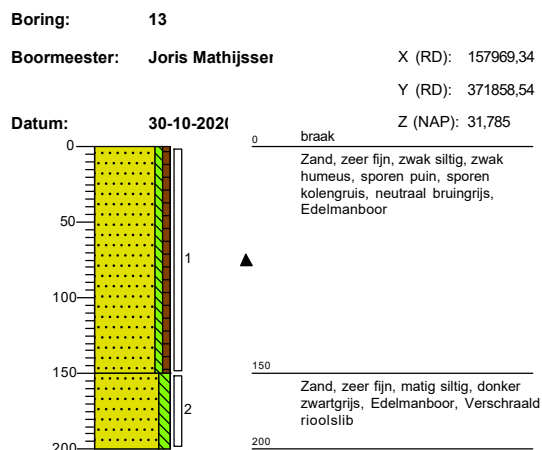 Boring: 13
Boormeester: Joris Mathijssen
X (RD): 157969,34
Y (RD): 371858,54
Datum: 30-10-2020
Z (NAP): 31,785
0
0
braak
Zand, zeer fijn, zwak siltig, zwak
humeus, sporen puin, sporen
kolengruis, neutraal bruingrijs,
Edelmanboor
50
1
100
150
150
Zand, zeer fijn, matig siltig, donker
zwartgrijs, Edelmanboor, Verschraald
rioolslib
2
200
200